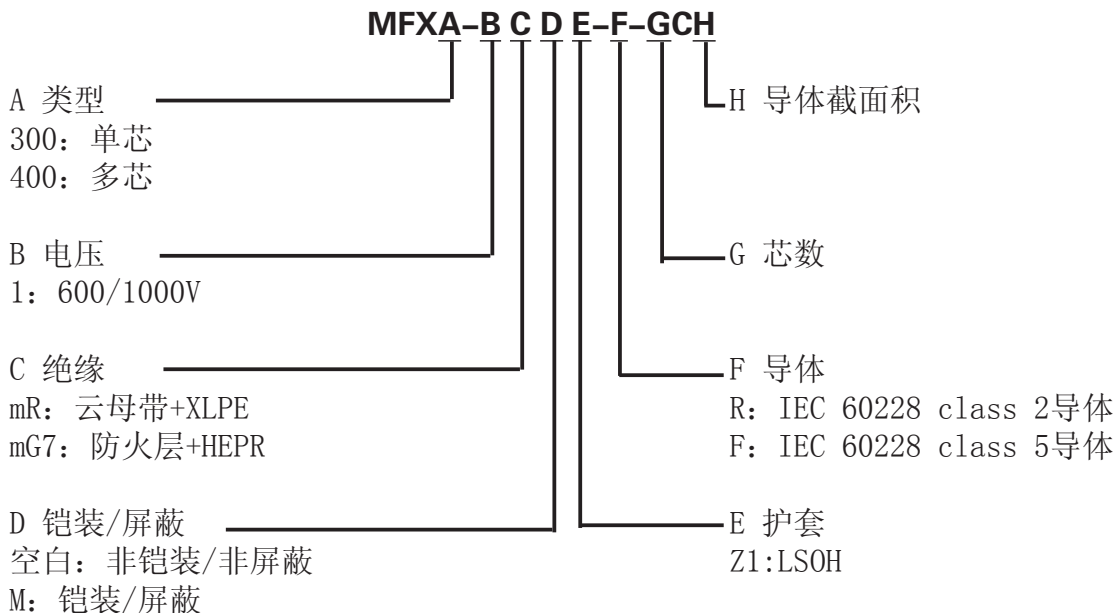 MFXA-B C D E-F-GCH
A 类型
300: 单芯
400: 多芯
H 导体截面积
B 电压
1: 600/1000V
G 芯数
C 绝缘
mR: 云母带+XLPE
mG7: 防火层+HEPR
F 导体
R: IEC 60228 class 2导体
F: IEC 60228 class 5导体
D 铠装/屏蔽
空白: 非铠装/非屏蔽
M: 铠装/屏蔽
E 护套
Z1:LSOH